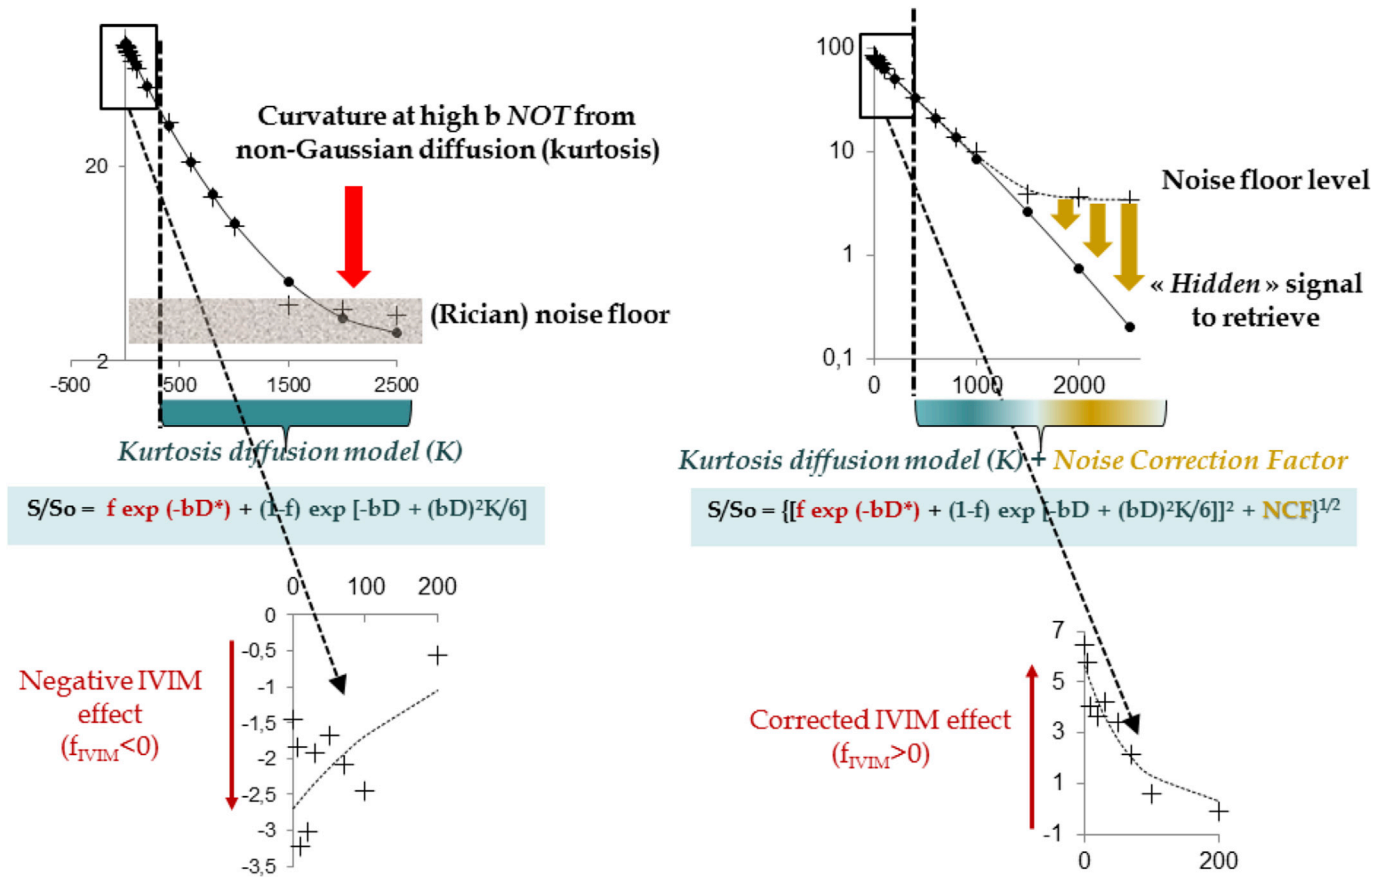 Curvature at high b NOT from
non-Gaussian diffusion (kurtosis)
20
(Rician) noise floor
2
-500
500
1500
2500
Kurtosis diffusion model (K)
S/So = f exp (-bD*) + (1-f) exp [-bD + (bD)²K/6]
0
100
200
0
-0,5
-1
-1,5
-2
-2,5
-3
-3,5
Negative IVIM
effect
(fIVIM<0)
100
10
1
0,1
Noise floor level
« Hidden » signal
to retrieve
0
1000
2000
Kurtosis diffusion model (K) + Noise Correction Factor
S/So = {[f exp (-bD*) + (1-f) exp [-bD + (bD)²K/6]]² + NCF}1/2
7
5
3
1
-1
Corrected IVIM effect
(fIVIM>0)
0
200